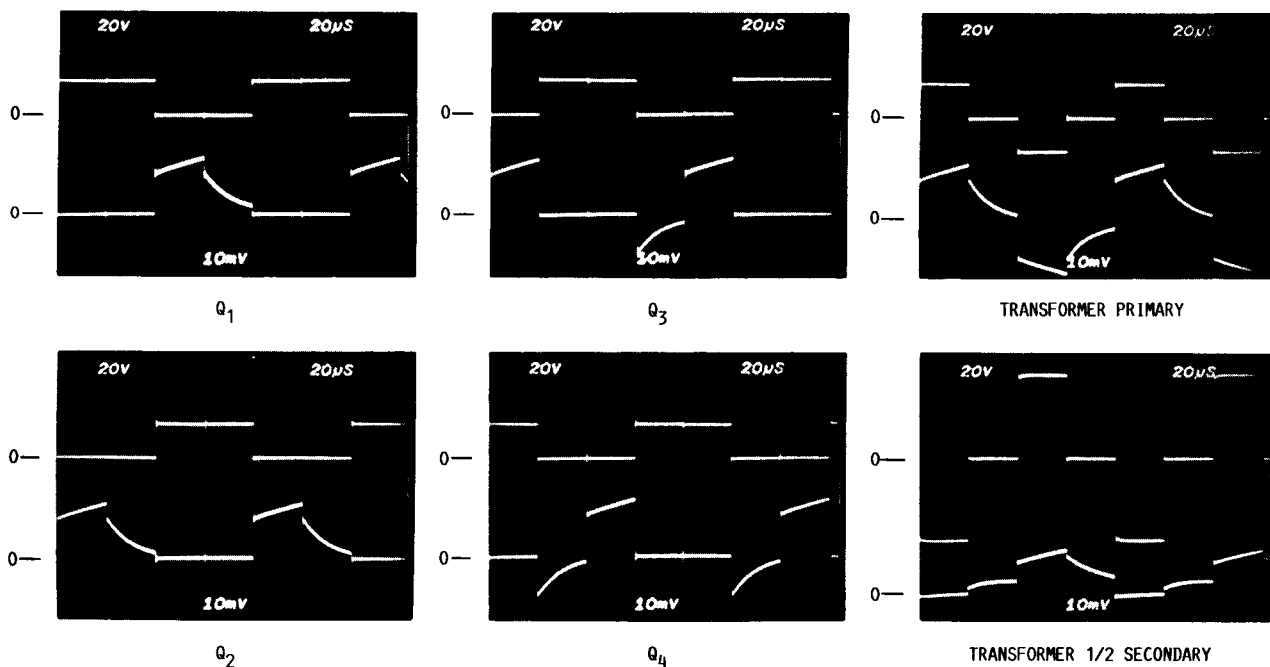 20V 20µS
0—
0—
10mV
Q1
20V 20µS
0—
0—
10mV
Q3
20V 20µS
0—
0—
10mV
TRANSFORMER PRIMARY
20V 20µS
0—
0—
10mV
Q2
20V 20µS
0—
0—
10mV
Q4
20V 20µS
0—
0—
10mV
TRANSFORMER 1/2 SECONDARY